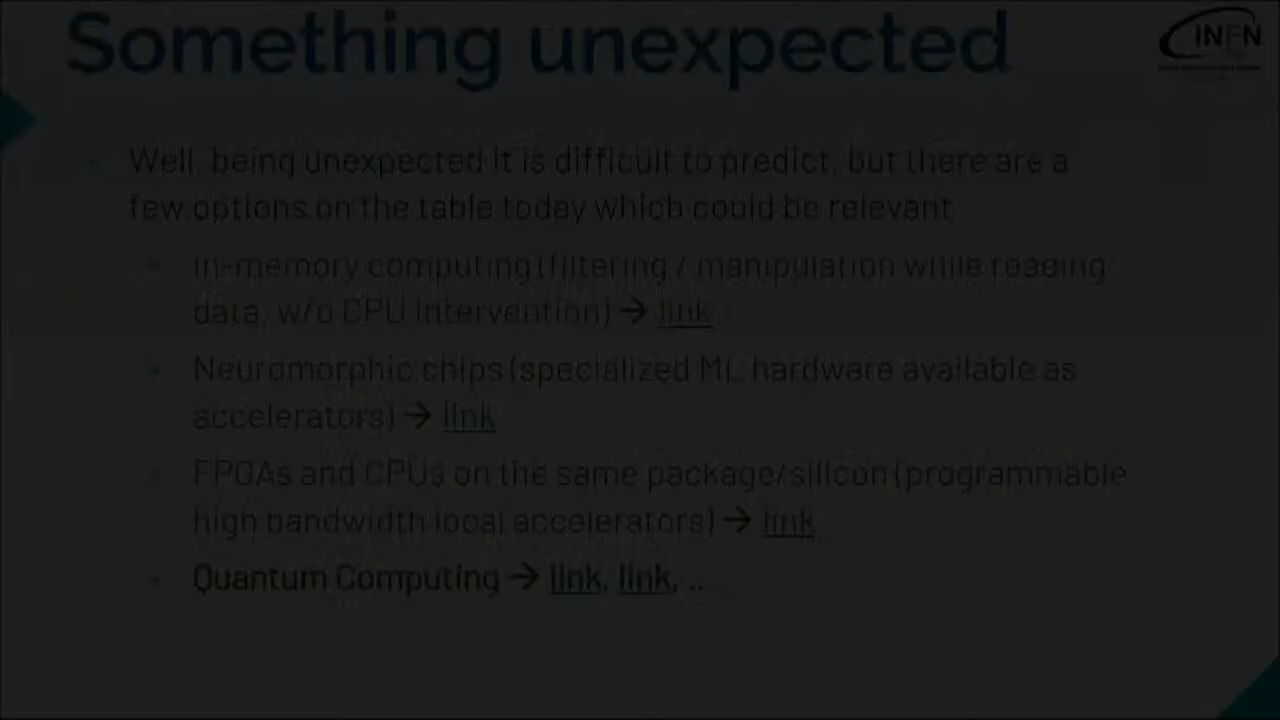 Something unexpected
INFN
Well, being unexpected it is difficult to predict, but there are a
few options on the table today which could be relevant
In-memory computing (filtering / manipulation while reading
data, w/o CPU intervention) → link
Neuromorphic chips (specialized ML hardware available as
accelerators) → link
FPGAs and CPUs on the same package/silicon (programmable
high bandwidth local accelerators) → link
Quantum Computing → link, link, ..